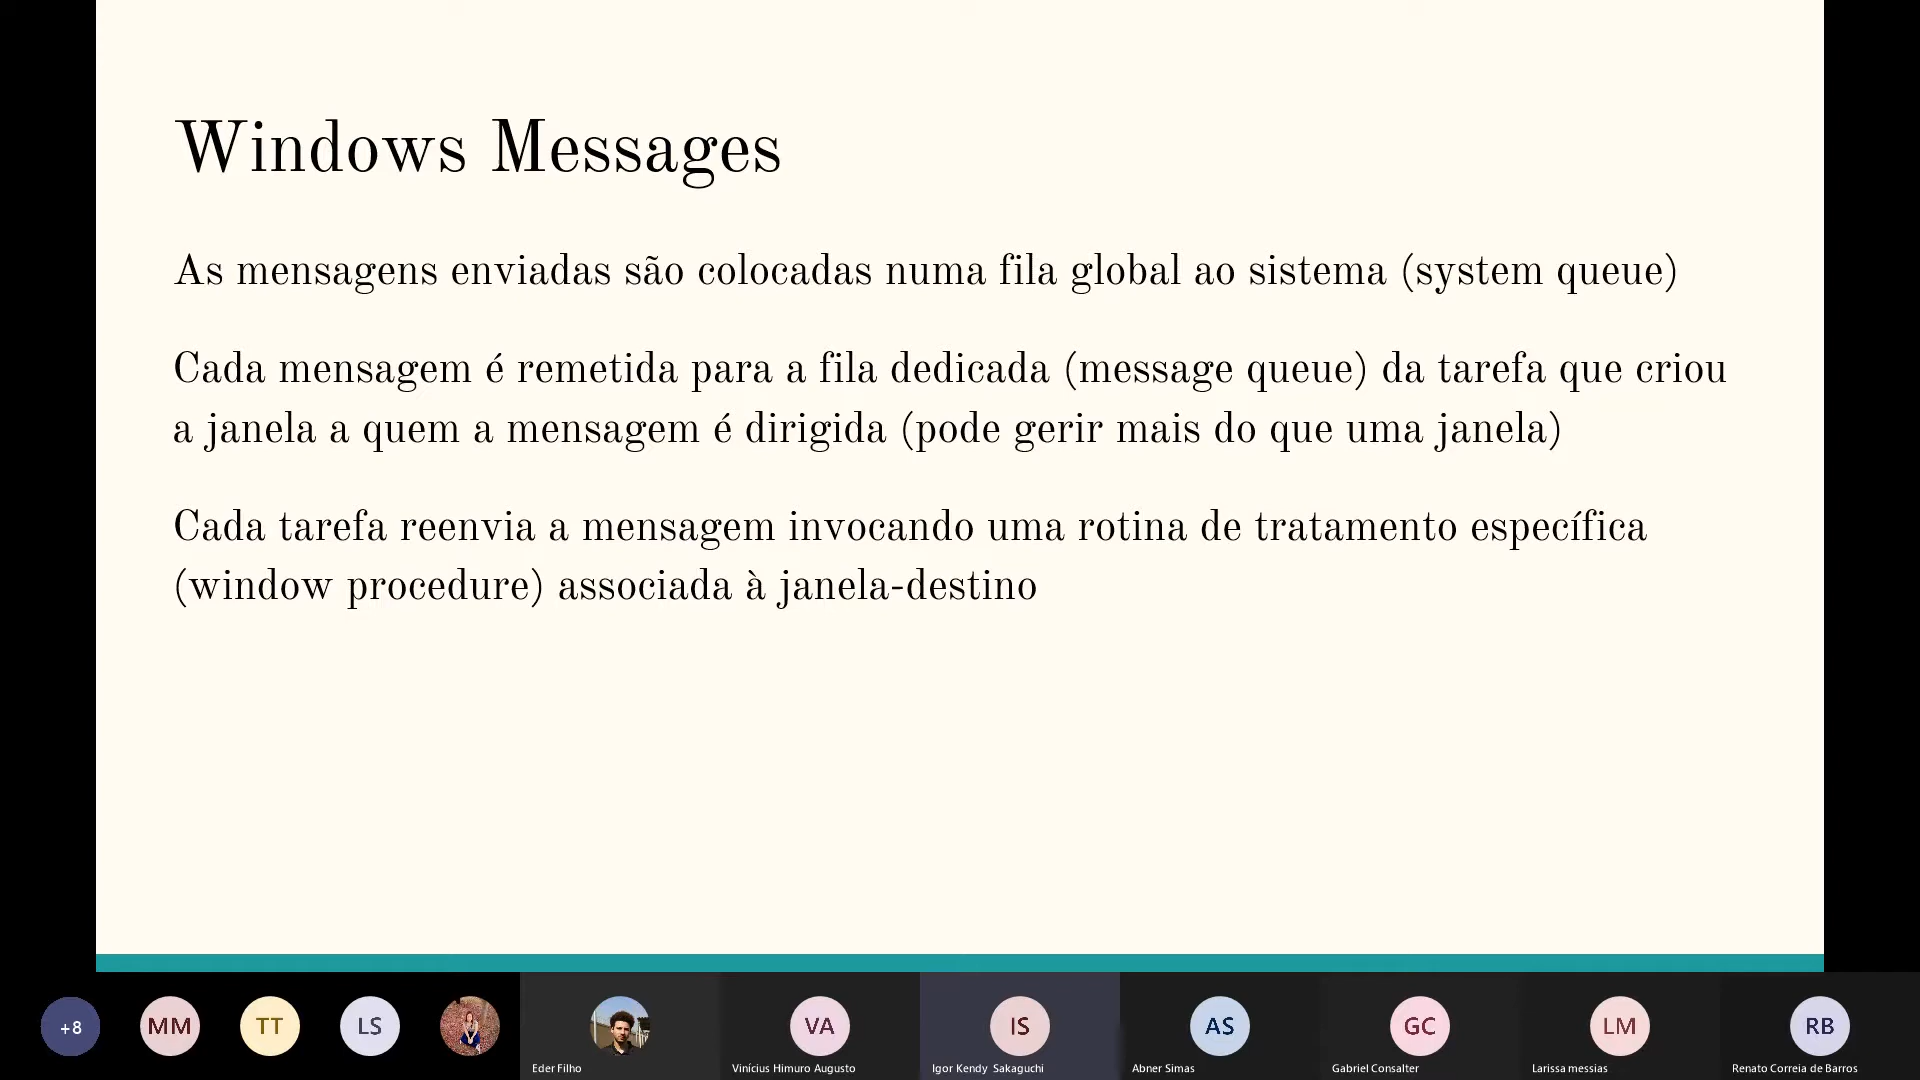 Windows Messages
As mensagens enviadas são colocadas numa fila global ao sistema (system queue)
Cada mensagem é remetida para a fila dedicada (message queue) da tarefa que criou
a janela a quem a mensagem é dirigida (pode gerir mais do que uma janela)
Cada tarefa reenvia a mensagem invocando uma rotina de tratamento específica
(window procedure) associada à janela-destino
+8 MM TT LS VA IS AS GC LM RB
Eder Filho Vinícius Himuro Augusto Igor Kendy Sakaguchi Abner Simas Gabriel Consalter Larissa messias Renato Correia de Barros